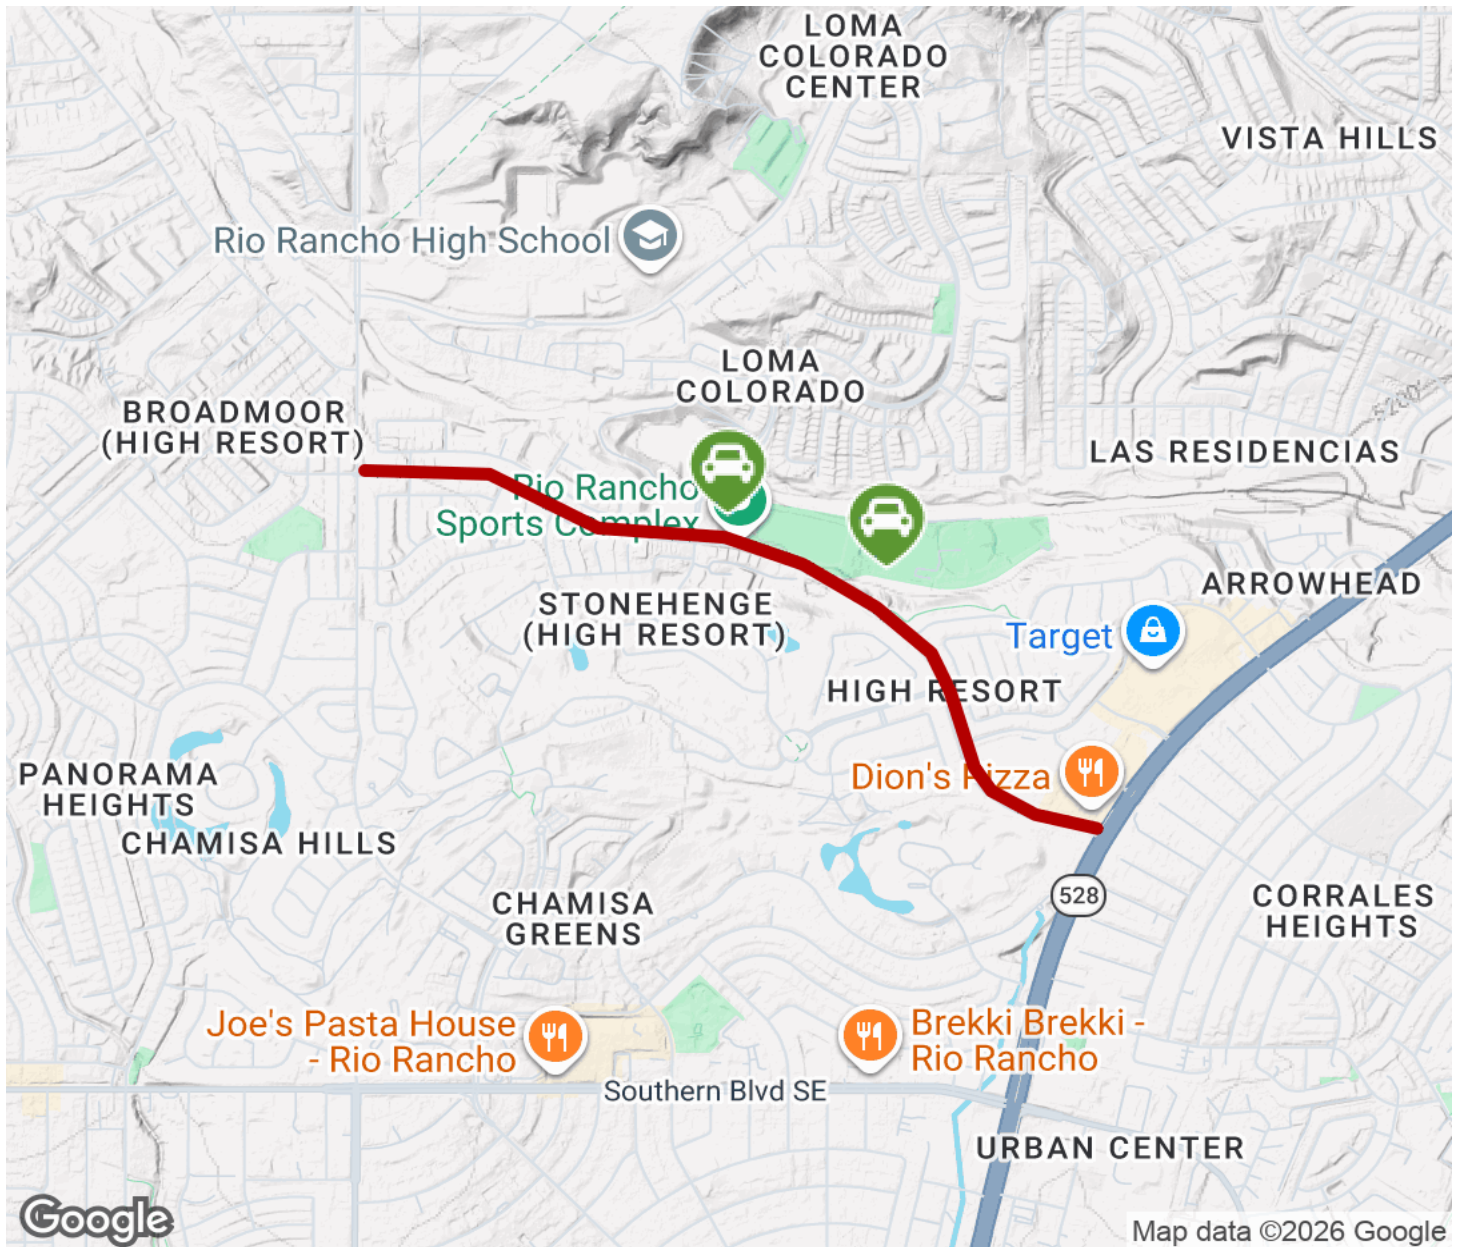 LOMA
COLORADO
CENTER
VISTA HILLS
Rio Rancho High School
LOMA
COLORADO
5200'
BROADMOOR
(HIGH RESORT)
LAS RESIDENCIAS
Rio Rancho
Sports Complex
ARROWHEAD
STONEHENGE
(HIGH RESORT)
Target
HIGH RESORT
PANORAMA
HEIGHTS
Dion's Pizza
CHAMISA HILLS
528
CHAMISA
GREENS
CORRALES
HEIGHTS
Joe's Pasta House
- Rio Rancho
Brekki Brekki -
Rio Rancho
Southern Blvd SE
URBAN CENTER
Google
Map data ©2026 Google